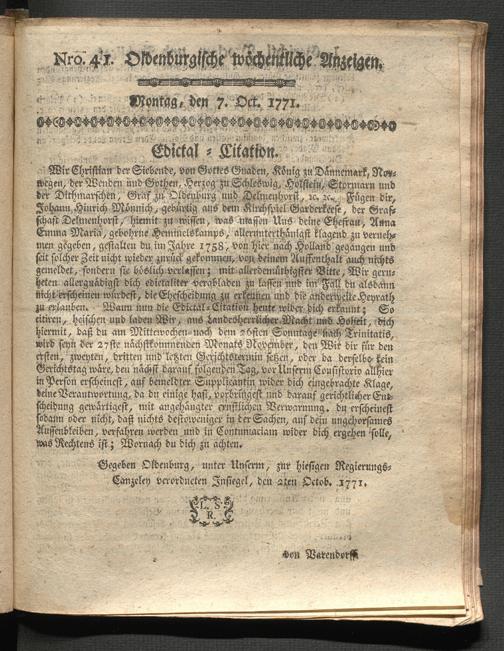 Nro. 41. Oldenburgische wöchentliche Anzeigen.
Montag, den 7. Oct. 1771.
Edictal-Citation.
Wir Christian der Siebende, von Gottes Gnaden, König zu Dännemark, Nor-
wegen, der Wenden und Gothen, Herzog zu Schleswig, Holstein, Stormarn und
der Dithmarschen, Graf zu Oldenburg und Delmenhorst, ꝛc. ꝛc. Fügen dir,
Johann Hinrich Mönnig, gebürtig aus dem Kirchspiel Garderkese, der Graf-
schaft Delmenhorst, hiemit zu wissen, was massen Uns deine Ehefrau, Anna
Emma Maria, gebohrne Heminelskamps, allerunterthänigst klagend zu verneh-
men gegeben, gestalten du im Jahre 1758, von hier nach Holland gegangen und
seit solcher Zeit nicht wieder zurück gekommen, von deinem Auffenthalt auch nichts
gemeldet, sondern sie böslich verlassen; mit allerdemüthigster Bitte, Wir geru-
heten allergnädigst dich edictaliter verabladen zu lassen und im Fall du alsdann
nicht erscheinen würdest, die Ehescheidung zu erkennen und die anderweite Heyrath
zu erlauben. Wann nun die Edictal-Citation heute wider dich erkannt; So
citiren, heischen und laden Wir, aus Landesherrlicher Macht und Hoheit, dich
hiermit, daß du am Mittewochen nach dem 26sten Sonntage nach Trinitatis,
wird seyn der 27ste nächstkommenden Monats November, den Wir dir für den
ersten, zweyten, dritten und letzten Gerichtstermin setzen, oder da derselbe kein
Gerichtstag wäre, den nächst darauf folgenden Tag, vor Unserm Consistorio allhier
in Person erscheinest, auf bemeldter Supplicantin wider dich eingebrachte Klage,
deine Verantwortung, da du einige hast, vorbringest und darauf gerichtlicher Ent-
scheidung gewärtigest, mit angehängter ernstlichen Verwarnung, du erscheinest
sodann oder nicht, daß nichts destoweniger in der Sachen, auf dein ungehorsames
Aussenbleiben, verfahren werden und in Contumaciam wider dich ergehen solle,
was Rechtens ist; Wornach du dich zu achten.
Gegeben Oldenburg, unter Unserm, zur hiesigen Regierungs-
Canzeley verordneten Insiegel, den 2ten Octob. 1771.
L. S.
R.
von Varendorff.